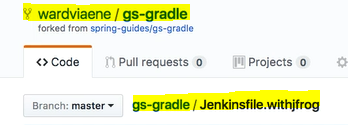 wardviaene / gs-gradle
forked from spring-guides/gs-gradle
<> Code Pull requests 0 Projects 0
Branch: master gs-gradle / Jenkinsfile.withjfrog